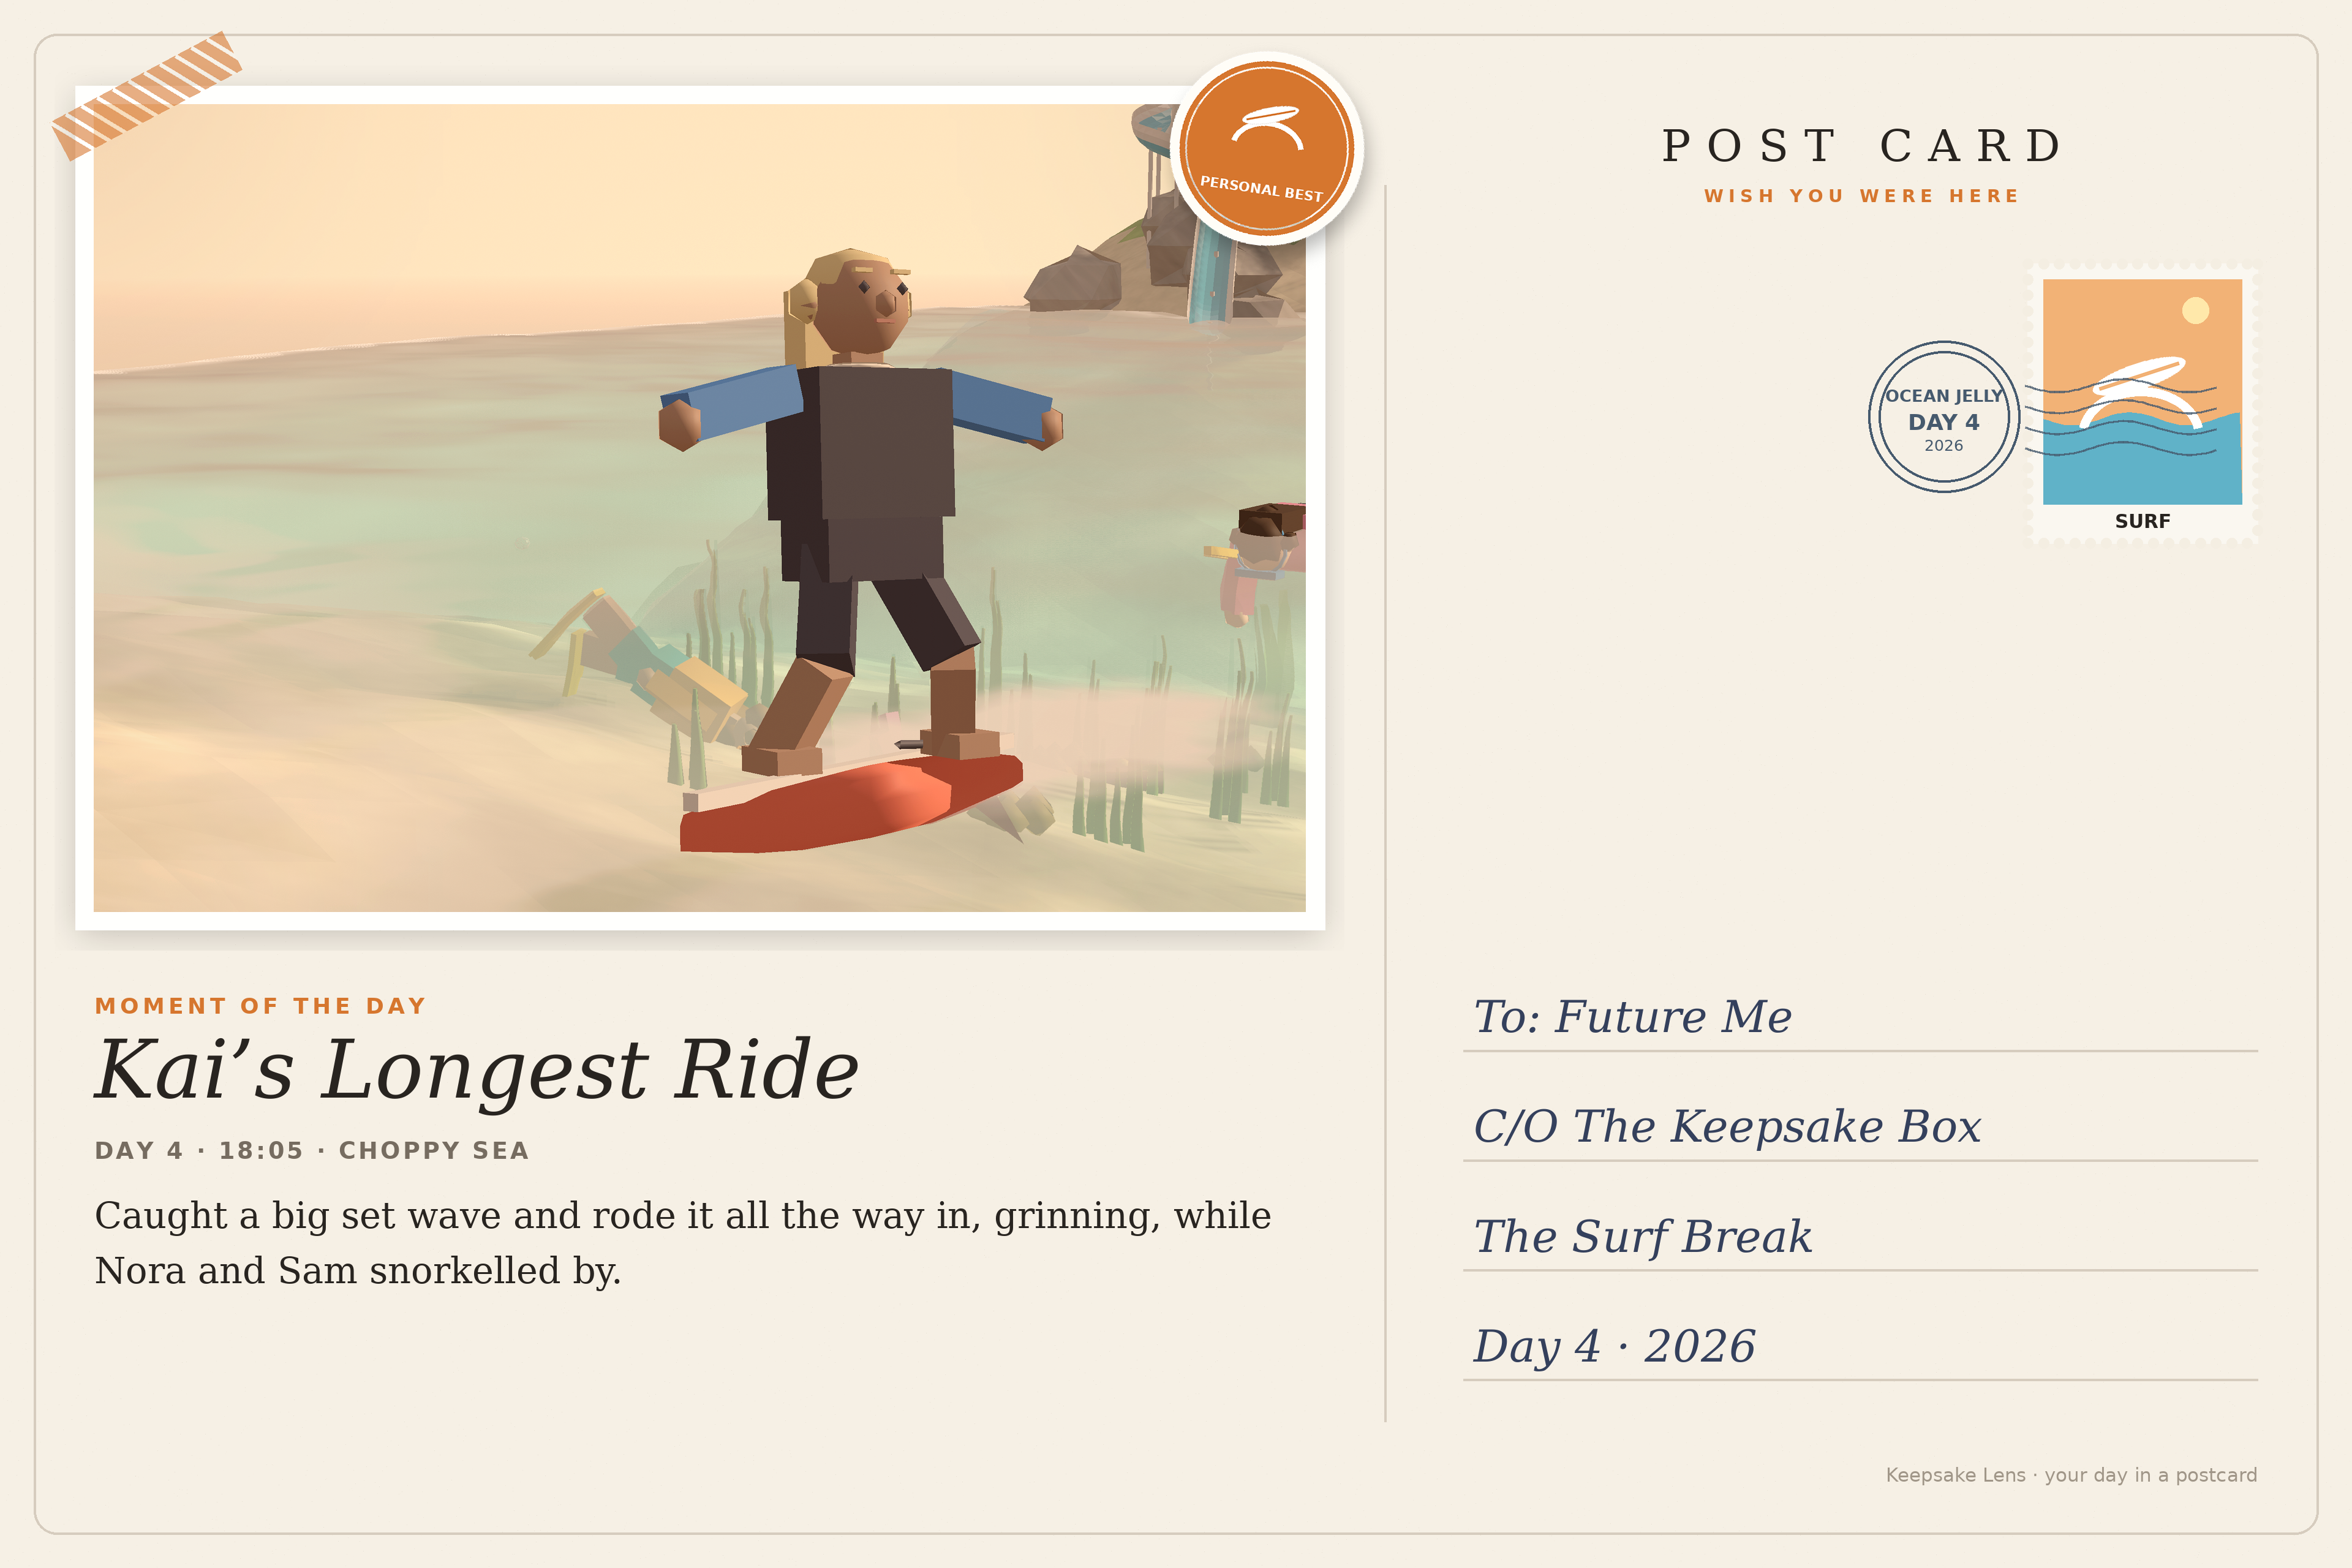 PERSONAL BEST
MOMENT OF THE DAY
Kai’s Longest Ride
DAY 4 · 18:05 · CHOPPY SEA
Caught a big set wave and rode it all the way in, grinning, while
Nora and Sam snorkelled by.
POST CARD
WISH YOU WERE HERE
OCEAN JELLY
DAY 4
2026
SURF
To: Future Me
C/O The Keepsake Box
The Surf Break
Day 4 · 2026
Keepsake Lens · your day in a postcard